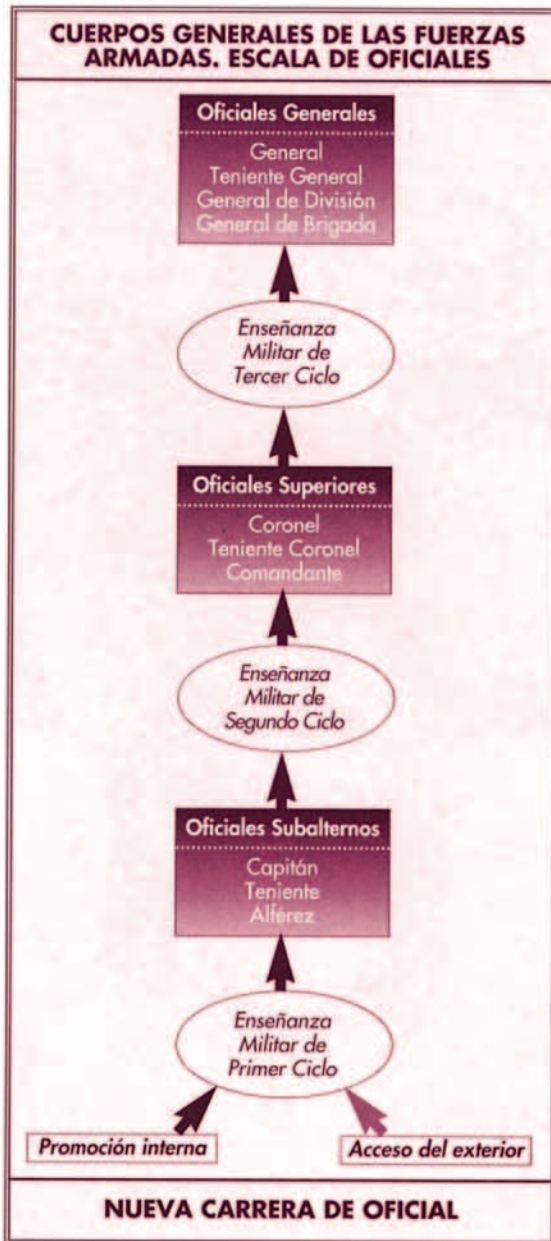 CUERPOS GENERALES DE LAS FUERZAS
ARMADAS. ESCALA DE OFICIALES
Oficiales Generales
General
Teniente General
General de División
General de Brigada
Enseñanza
Militar de
Tercer Ciclo
Oficiales Superiores
Coronel
Teniente Coronel
Comandante
Enseñanza
Militar de
Segundo Ciclo
Oficiales Subalternos
Capitán
Teniente
Alférez
Enseñanza
Militar de
Primer Ciclo
Promoción interna
Acceso del exterior
NUEVA CARRERA DE OFICIAL